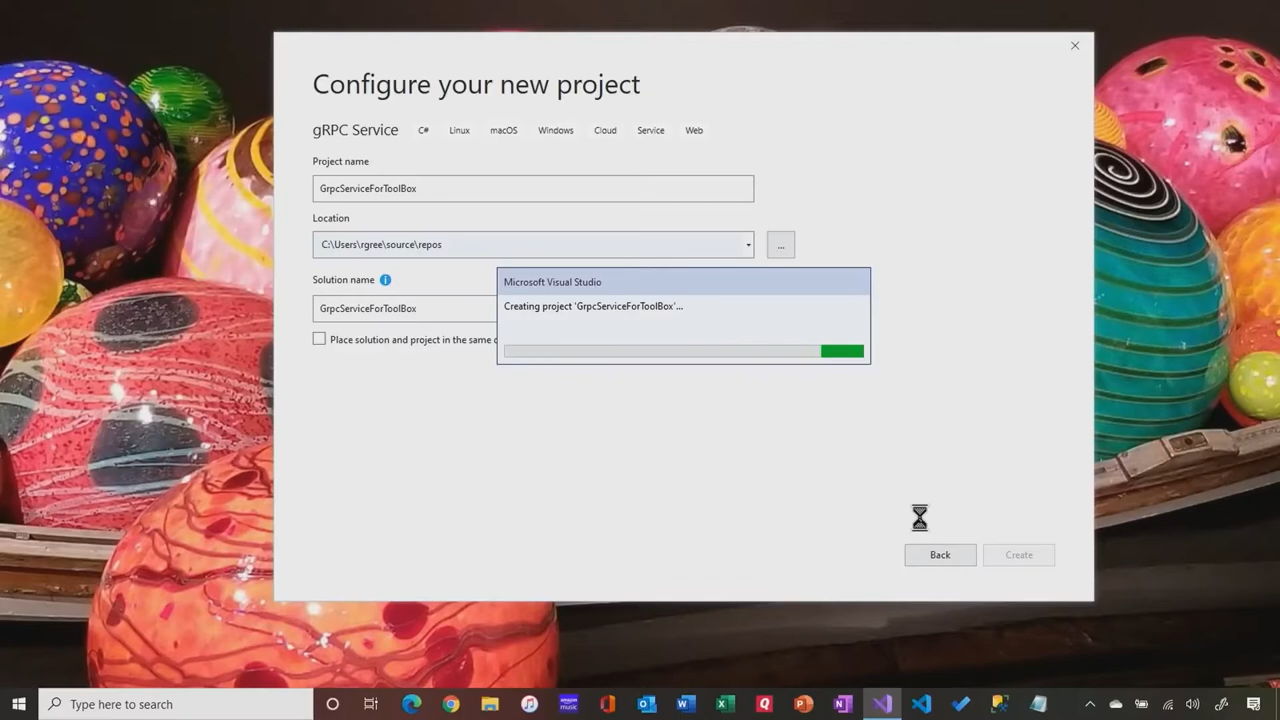 Configure your new project
gRPC Service C# Linux macOS Windows Cloud Service Web
Project name
GrpcServiceForToolBox
Location
C:\Users\rgree\source\repos
...
Solution name
GrpcServiceForToolBox
Place solution and project in the same
Microsoft Visual Studio
Creating project 'GrpcServiceForToolBox'...
Back
Create
Type here to search
amazon music